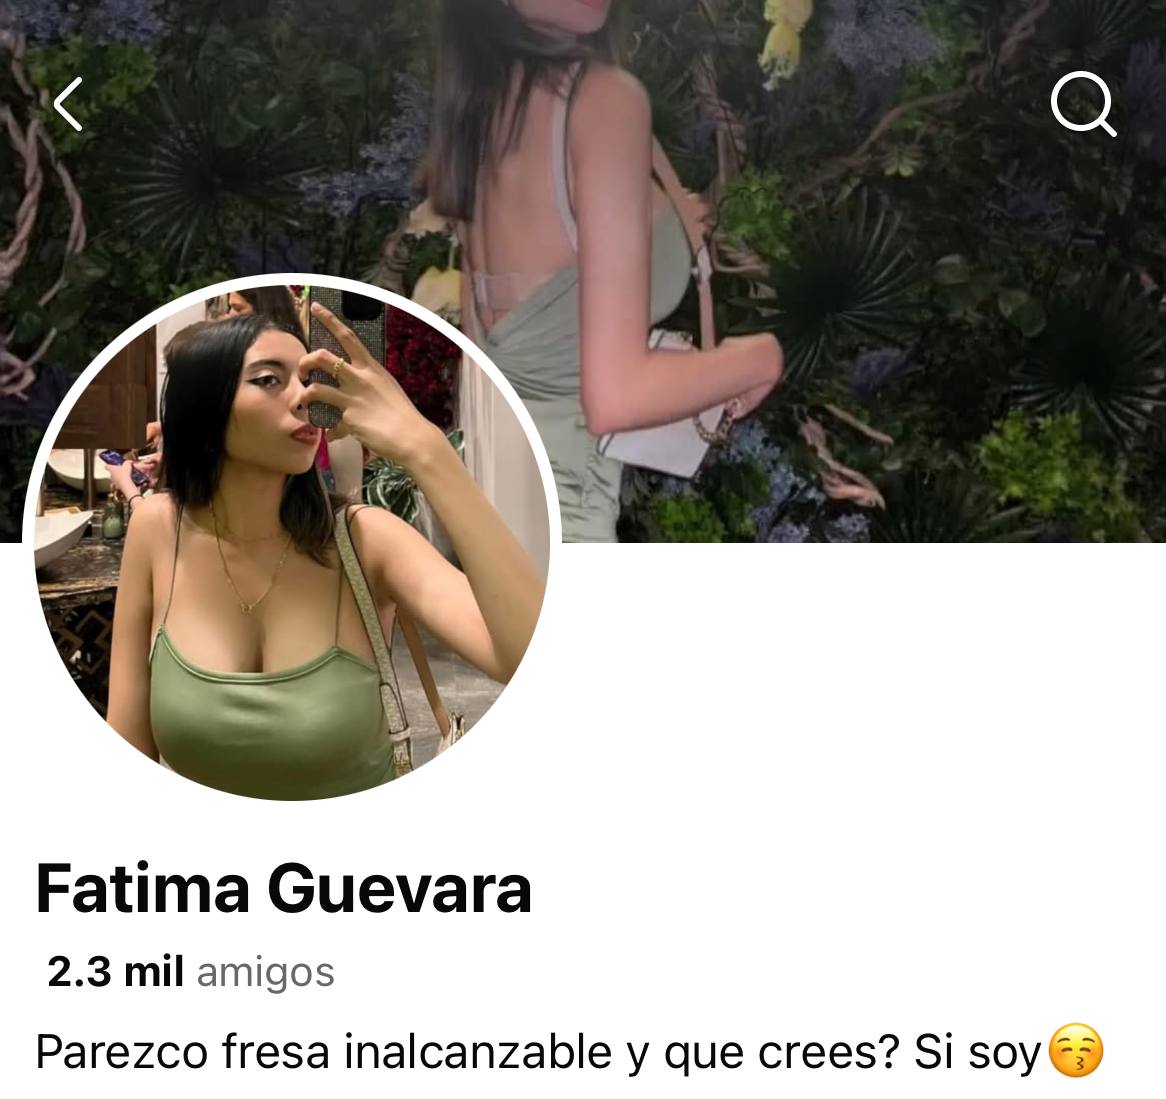 Fatima Guevara
2.3 mil amigos
Parezco fresa inalcanzable y que crees? Si soy😚